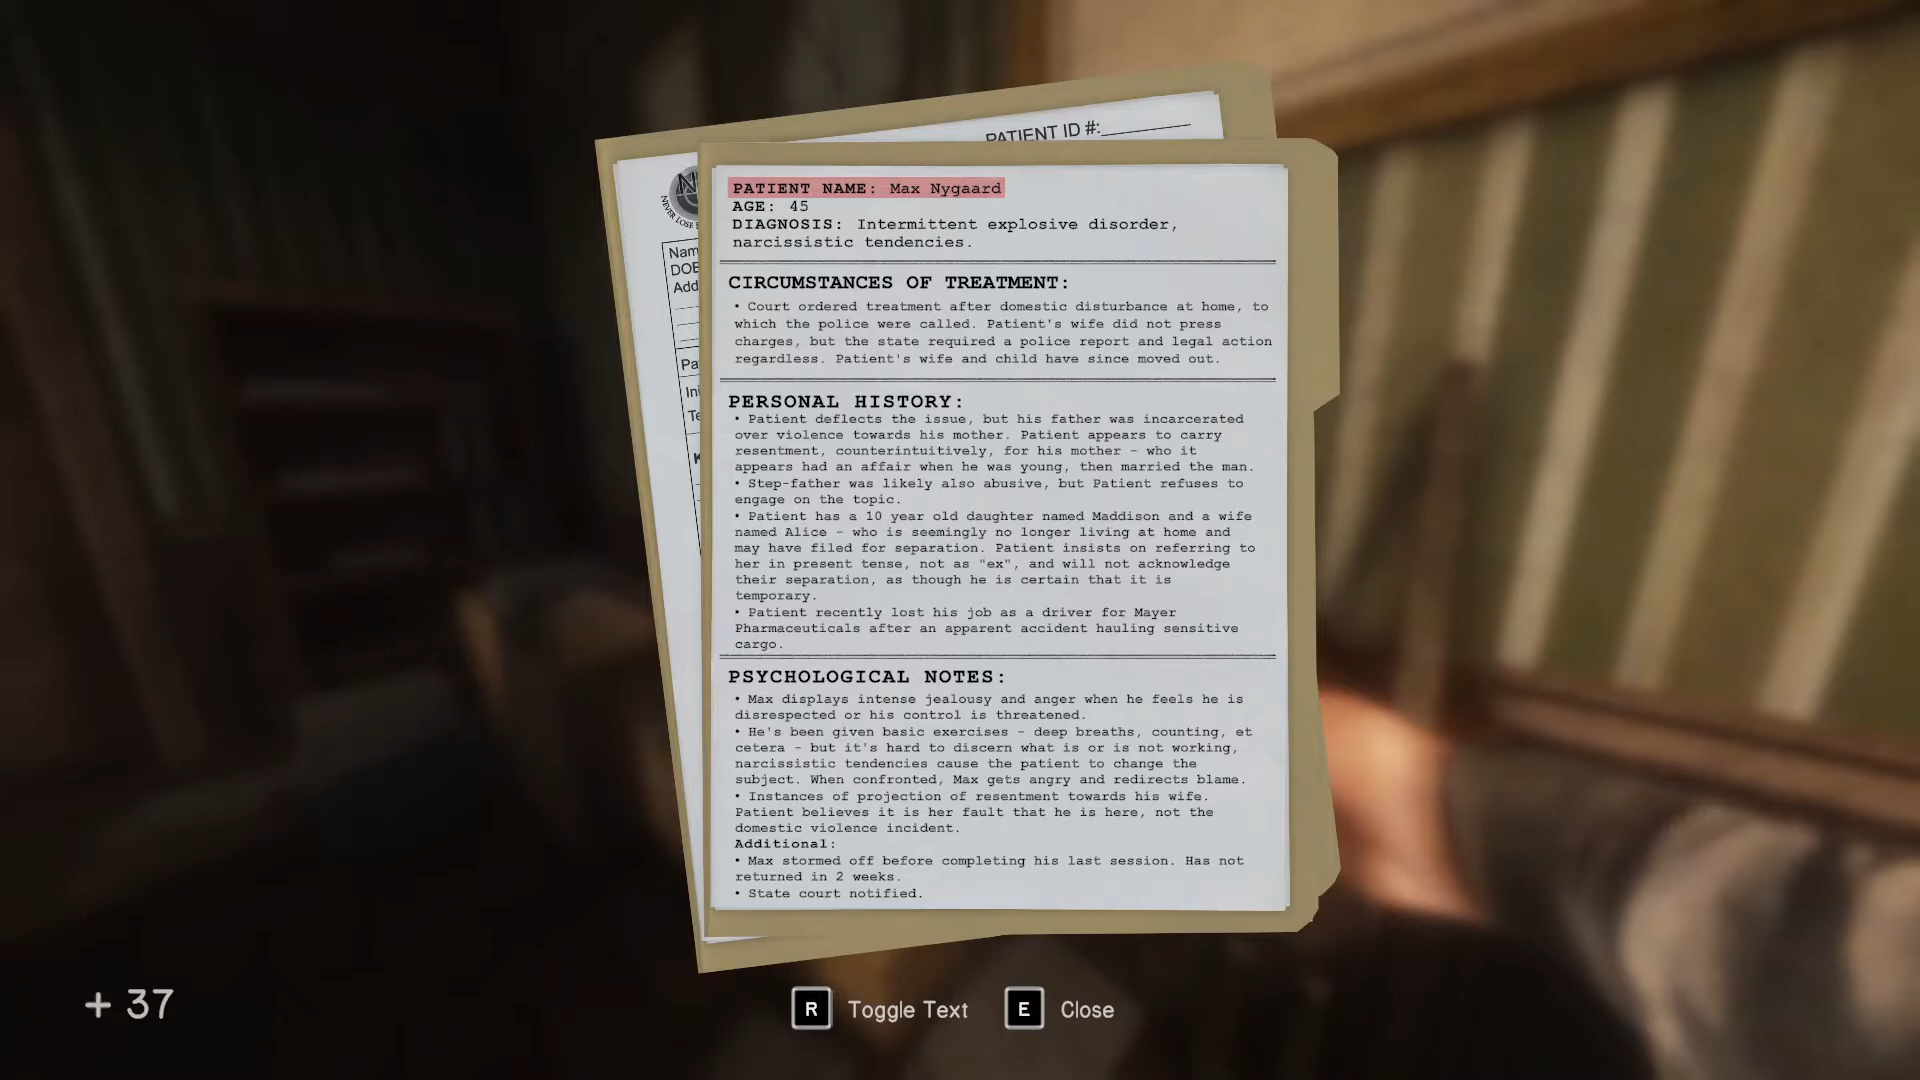 PATIENT ID #:
NEVER LOSE
Nam
DOB
Add
Pa
Ini
Te
PATIENT NAME: Max Nygaard
AGE: 45
DIAGNOSIS: Intermittent explosive disorder,
narcissistic tendencies.
CIRCUMSTANCES OF TREATMENT:
• Court ordered treatment after domestic disturbance at home, to
which the police were called. Patient's wife did not press
charges, but the state required a police report and legal action
regardless. Patient's wife and child have since moved out.
PERSONAL HISTORY:
• Patient deflects the issue, but his father was incarcerated
over violence towards his mother. Patient appears to carry
resentment, counterintuitively, for his mother - who it
appears had an affair when he was young, then married the man.
• Step-father was likely also abusive, but Patient refuses to
engage on the topic.
• Patient has a 10 year old daughter named Maddison and a wife
named Alice - who is seemingly no longer living at home and
may have filed for separation. Patient insists on referring to
her in present tense, not as "ex", and will not acknowledge
their separation, as though he is certain that it is
temporary.
• Patient recently lost his job as a driver for Mayer
Pharmaceuticals after an apparent accident hauling sensitive
cargo.
PSYCHOLOGICAL NOTES:
• Max displays intense jealousy and anger when he feels he is
disrespected or his control is threatened.
• He's been given basic exercises - deep breaths, counting, et
cetera - but it's hard to discern what is or is not working,
narcissistic tendencies cause the patient to change the
subject. When confronted, Max gets angry and redirects blame.
• Instances of projection of resentment towards his wife.
Patient believes it is her fault that he is here, not the
domestic violence incident.
Additional:
• Max stormed off before completing his last session. Has not
returned in 2 weeks.
• State court notified.
+ 37
R Toggle Text E Close